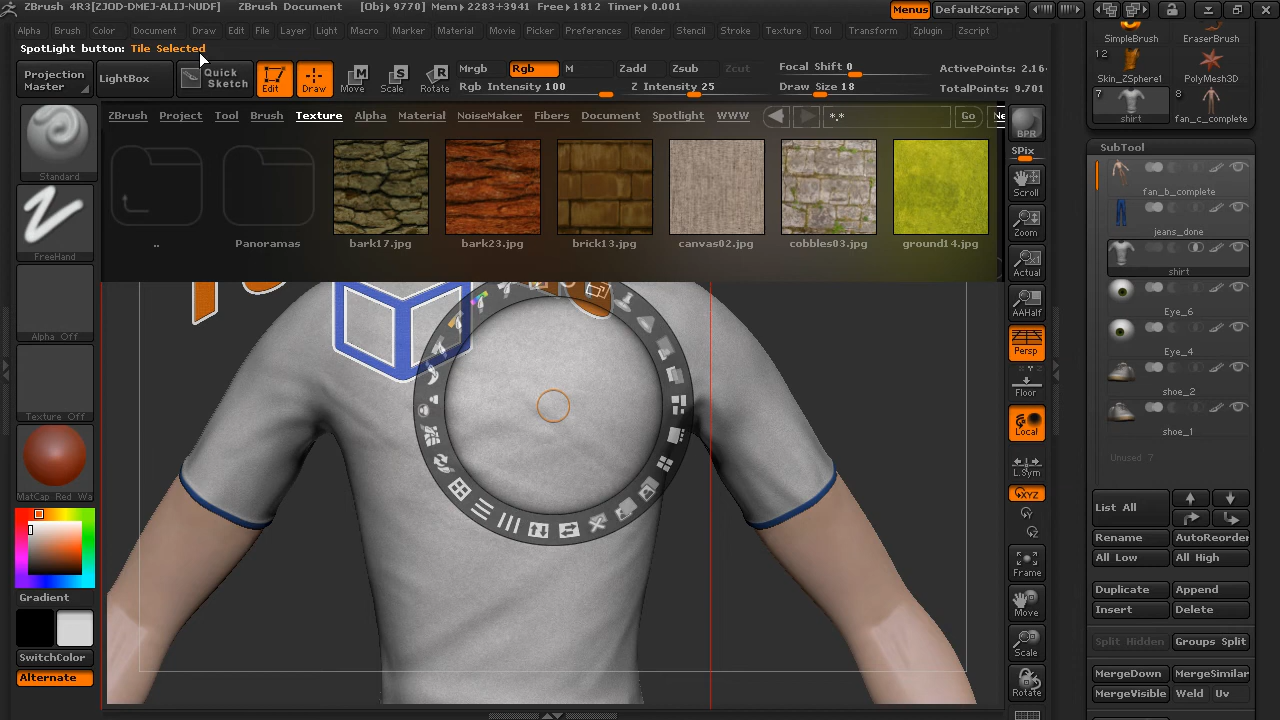 ZBrush 4R3[ZJOD-DMEJ-ALIJ-NUDF] ZBrush Document [Obj▸ 9770] Mem▸ 2283+3941 Free▸ 1812 Timer▸ 0.001 Menus DefaultZScript
Alpha Brush Color Document Draw Edit File Layer Light Macro Marker Material Movie Picker Preferences Render Stencil Stroke Texture Tool Transform Zplugin Zscript
SpotLight button: Tile Selected
Projection Master
LightBox
Quick Sketch
Edit
Draw
Move
Scale
Rotate
Mrgb Rgb M Zadd Zsub Zcut
Rgb Intensity 100 Z Intensity 25
Focal Shift 0
Draw Size 18
ActivePoints: 2.16
TotalPoints: 9.701
SimpleBrush EraserBrush
12
Skin_ZSphere1 PolyMesh3D
7 8
shirt fan_c_complete
ZBrush Project Tool Brush Texture Alpha Material NoiseMaker Fibers Document Spotlight WWW *.* Go Ne
.. Panoramas bark17.jpg bark23.jpg brick13.jpg canvas02.jpg cobbles03.jpg ground14.jpg
Standard
FreeHand
Alpha Off
Texture Off
MatCap Red Wa
Gradient
SwitchColor
Alternate
BPR
SPix
Scroll
Zoom
Actual
AAHalf
Persp
Floor
Local
L.Sym
XYZ
Y
Z
Frame
Move
Scale
Rotate
SubTool
fan_b_complete
jeans_done
shirt
Eye_6
Eye_4
shoe_2
shoe_1
Unused 7
List All
Rename AutoReorder
All Low All High
Duplicate Append
Insert Delete
Split Hidden Groups Split
MergeDown MergeSimilar
MergeVisible Weld Uv